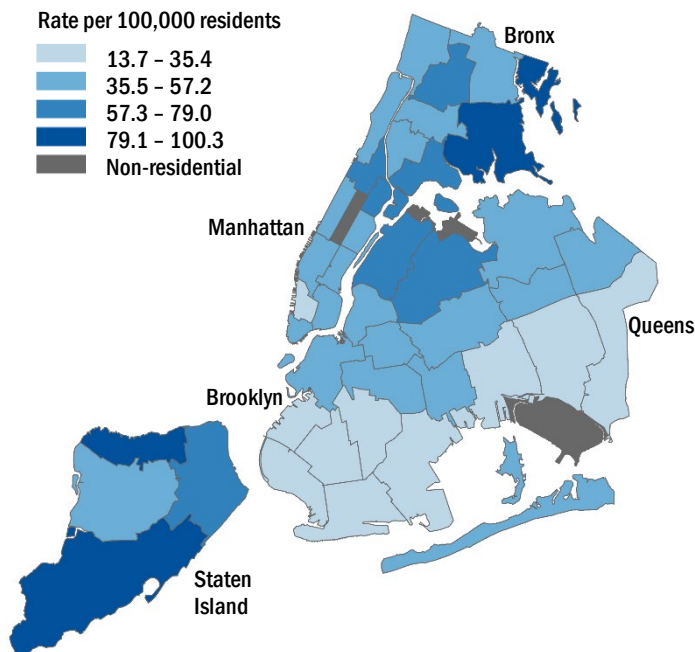 Rate per 100,000 residents
13.7 – 35.4
35.5 – 57.2
57.3 – 79.0
79.1 – 100.3
Non-residential
Bronx
Manhattan
Queens
Brooklyn
Staten
Island